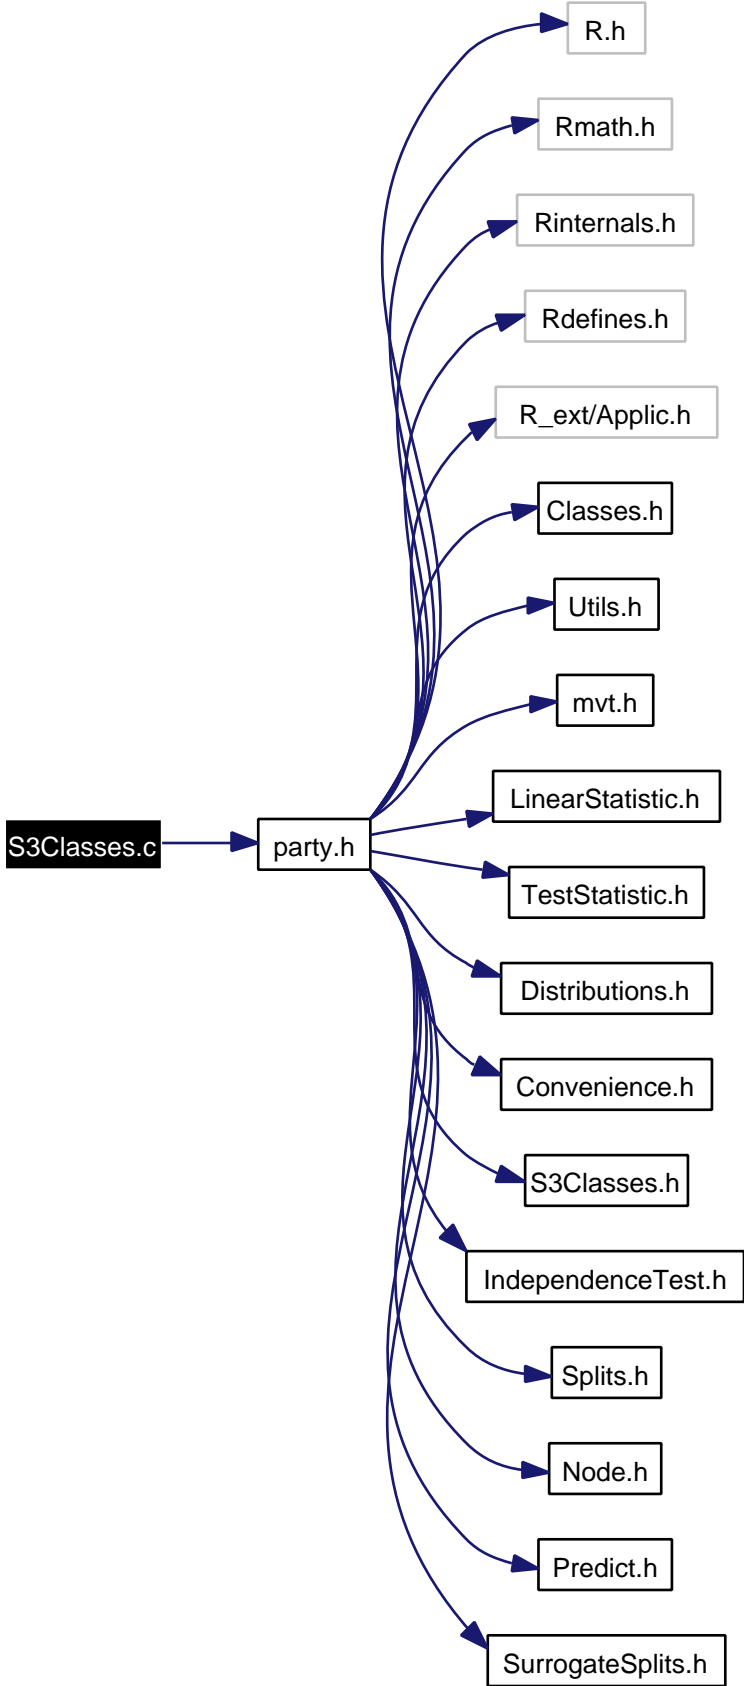 R.h
Rmath.h
Rinternals.h
Rdefines.h
R_ext/Applic.h
Classes.h
Utils.h
mvt.h
LinearStatistic.h
S3Classes.c
party.h
TestStatistic.h
Distributions.h
Convenience.h
S3Classes.h
IndependenceTest.h
Splits.h
Node.h
Predict.h
SurrogateSplits.h